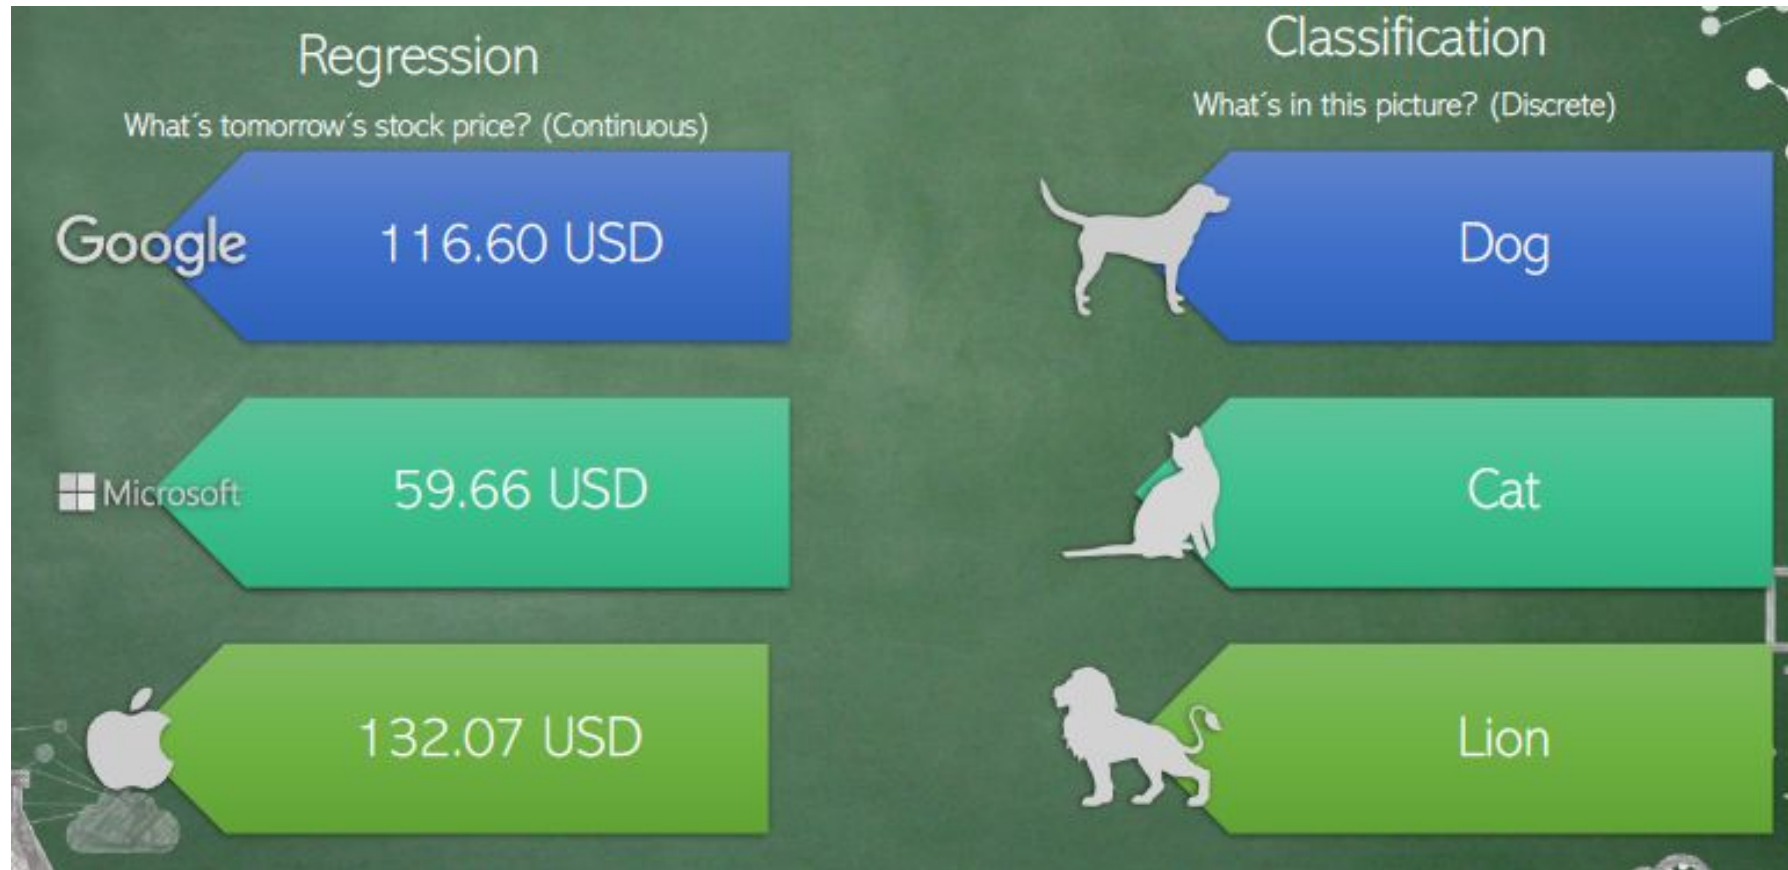 Regression
What´s tomorrow´s stock price? (Continuous)
Google
116.60 USD
Microsoft
59.66 USD
132.07 USD
Classification
What´s in this picture? (Discrete)
Dog
Cat
Lion